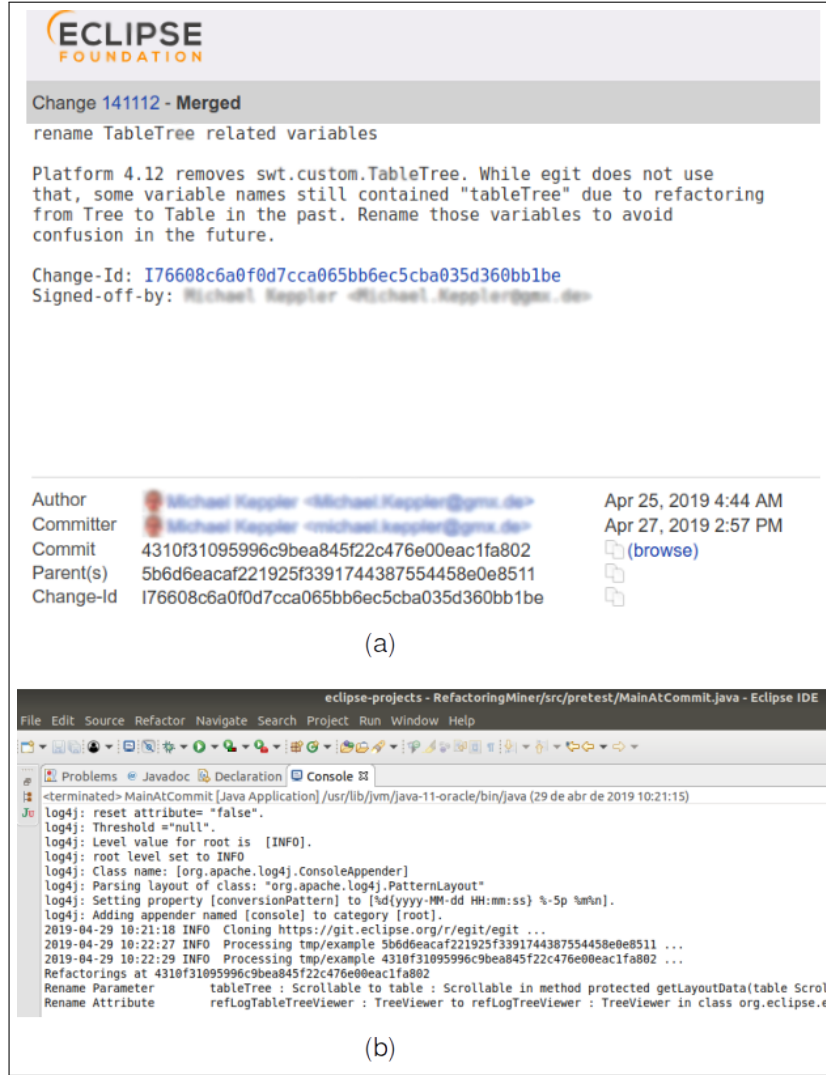 ECLIPSE
FOUNDATION
Change 141112 - Merged
rename TableTree related variables
Platform 4.12 removes swt.custom.TableTree. While egit does not use
that, some variable names still contained "tableTree" due to refactoring
from Tree to Table in the past. Rename those variables to avoid
confusion in the future.
Change-Id: I76608c6a0f0d7cca065bb6ec5cba035d360bb1be
Signed-off-by:
Author Apr 25, 2019 4:44 AM
Committer Apr 27, 2019 2:57 PM
Commit 4310f31095996c9bea845f22c476e00eac1fa802 (browse)
Parent(s) 5b6d6eacaf221925f3391744387554458e0e8511
Change-Id I76608c6a0f0d7cca065bb6ec5cba035d360bb1be
(a)
eclipse-projects - RefactoringMiner/src/pretest/MainAtCommit.java - Eclipse IDE
File Edit Source Refactor Navigate Search Project Run Window Help
Problems Javadoc Declaration Console
<terminated> MainAtCommit [Java Application] /usr/lib/jvm/java-11-oracle/bin/java (29 de abr de 2019 10:21:15)
log4j: reset attribute= "false".
log4j: Threshold ="null".
log4j: Level value for root is [INFO].
log4j: root level set to INFO
log4j: Class name: [org.apache.log4j.ConsoleAppender]
log4j: Parsing layout of class: "org.apache.log4j.PatternLayout"
log4j: Setting property [conversionPattern] to [%d{yyyy-MM-dd HH:mm:ss} %-5p %m%n].
log4j: Adding appender named [console] to category [root].
2019-04-29 10:21:18 INFO Cloning https://git.eclipse.org/r/egit/egit ...
2019-04-29 10:22:27 INFO Processing tmp/example 5b6d6eacaf221925f3391744387554458e0e8511 ...
2019-04-29 10:22:29 INFO Processing tmp/example 4310f31095996c9bea845f22c476e00eac1fa802 ...
Refactorings at 4310f31095996c9bea845f22c476e00eac1fa802
Rename Parameter tableTree : Scrollable to table : Scrollable in method protected getLayoutData(table Scrol
Rename Attribute refLogTableTreeViewer : TreeViewer to refLogTreeViewer : TreeViewer in class org.eclipse.e
(b)